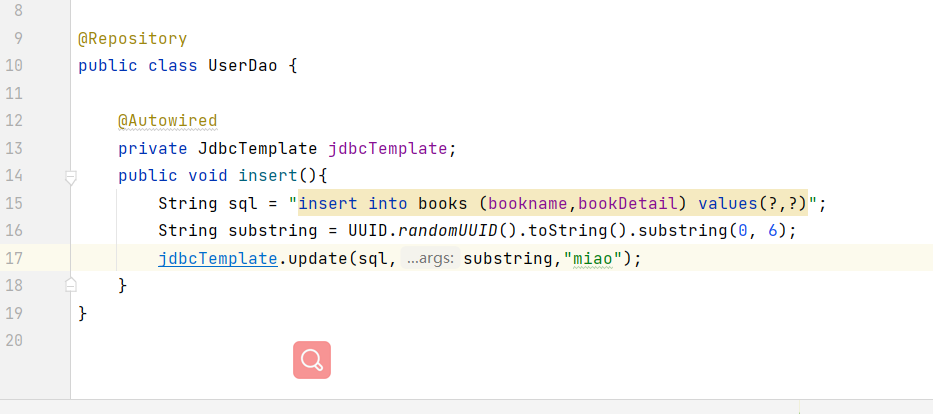 8
9 @Repository
10 public class UserDao {
11
12 @Autowired
13 private JdbcTemplate jdbcTemplate;
14 public void insert(){
15 String sql = "insert into books (bookname,bookDetail) values(?,?)";
16 String substring = UUID.randomUUID().toString().substring(0, 6);
17 jdbcTemplate.update(sql, ...args: substring,"miao");
18 }
19 }
20